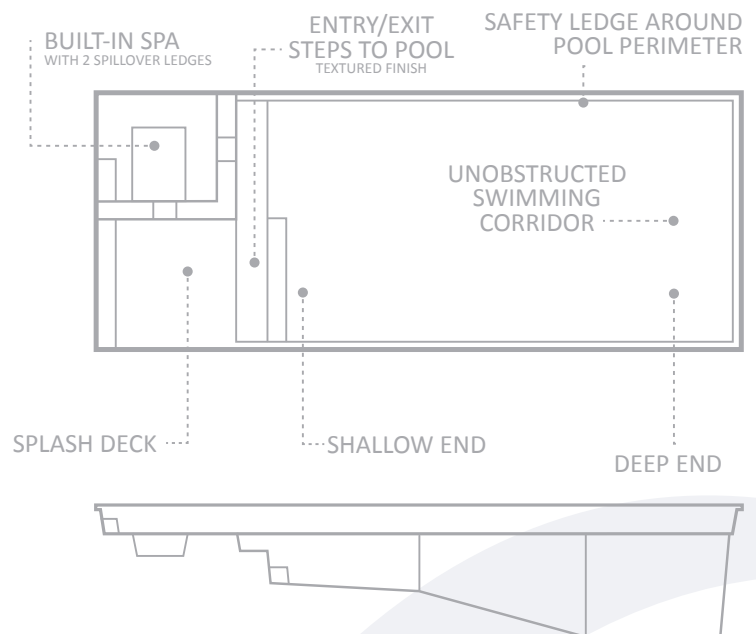 BUILT-IN SPA
WITH 2 SPILLOVER LEDGES
ENTRY/EXIT
STEPS TO POOL
TEXTURED FINISH
SAFETY LEDGE AROUND
POOL PERIMETER
UNOBSTRUCTED
SWIMMING
CORRIDOR
SPLASH DECK
SHALLOW END
DEEP END